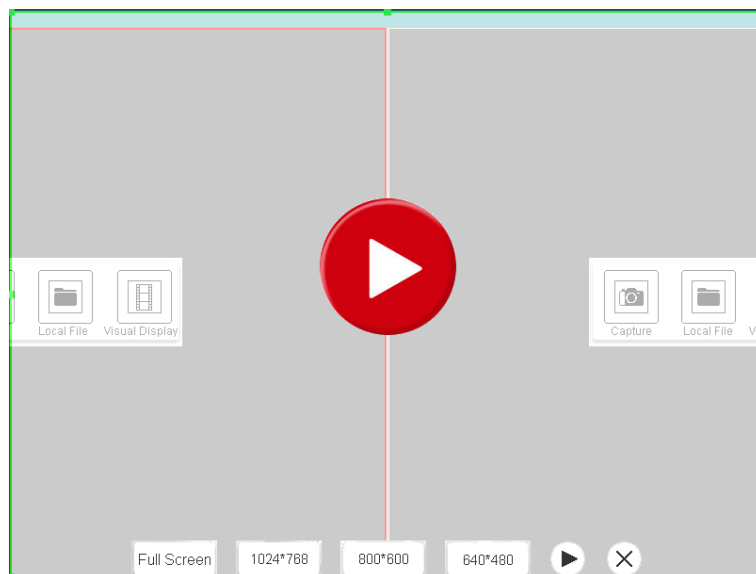 Local File
Visual Display
Capture
Local File
Full Screen
1024*768
800*600
640*480